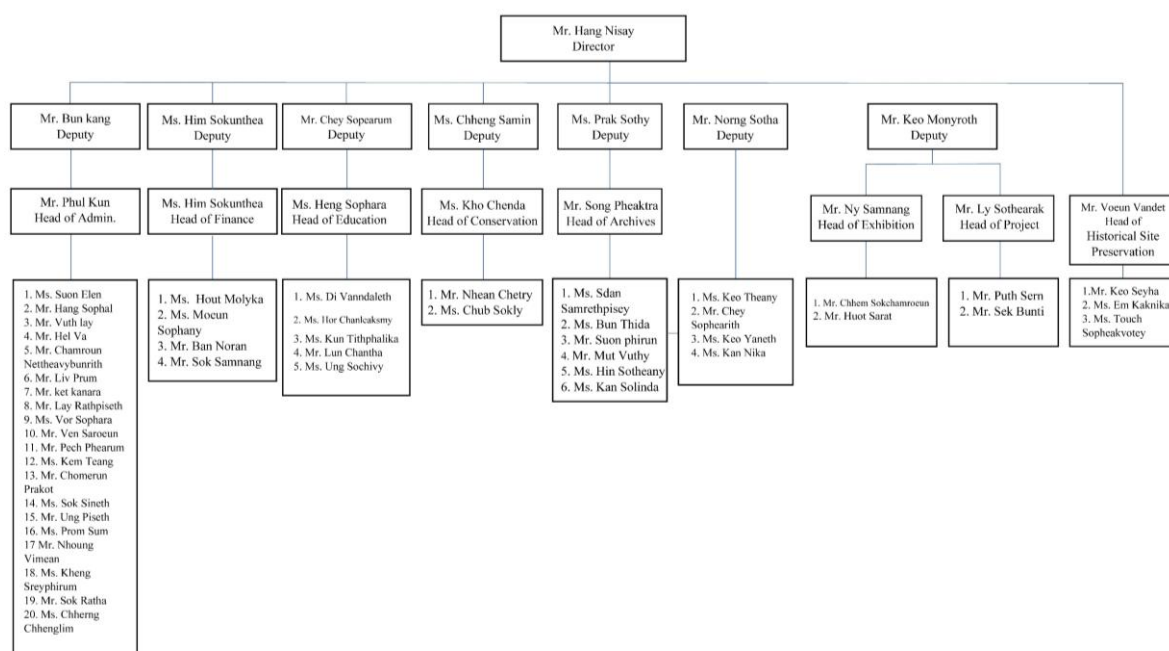 Mr. Hang Nisay
Director
Mr. Bun kang
Deputy
Ms. Him Sokunthea
Deputy
Mr. Chey Sopearum
Deputy
Ms. Chheng Samin
Deputy
Ms. Prak Sothy
Deputy
Mr. Norng Sotha
Deputy
Mr. Keo Monyroth
Deputy
Mr. Phul Kun
Head of Admin.
Ms. Him Sokunthea
Head of Finance
Ms. Heng Sophara
Head of Education
Ms. Kho Chenda
Head of Conservation
Mr. Song Pheaktra
Head of Archives
Mr. Ny Samnang
Head of Exhibition
Mr. Ly Sothearak
Head of Project
Mr. Voeun Vandet
Head of
Historical Site
Preservation
1. Ms. Suon Elen
2. Mr. Hang Sophal
3. Mr. Vuth lay
4. Mr. Hel Va
5. Mr. Chamroun
Nettheavybunrith
6. Mr. Liv Prum
7. Mr. ket kanara
8. Mr. Lay Rathpiseth
9. Ms. Vor Sophara
10. Mr. Ven Saroeun
11. Mr. Pech Phearum
12. Ms. Kem Teang
13. Mr. Chomerun
Prakot
14. Ms. Sok Sineth
15. Mr. Ung Piseth
16. Ms. Prom Sum
17 Mr. Nhoung
Vimean
18. Ms. Kheng
Sreyphirum
19. Mr. Sok Ratha
20. Ms. Chherng
Chhenglim
1. Ms. Hout Molyka
2. Ms. Moeun
Sophany
3. Mr. Ban Noran
4. Mr. Sok Samnang
1. Ms. Di Vanndaleth
2. Ms. Hor Chanleaksmy
3. Ms. Kun Tithphalika
4. Mr. Lun Chantha
5. Ms. Ung Sochivy
1. Mr. Nhean Chetry
2. Ms. Chub Sokly
1. Ms. Sdan
Samrethpisey
2. Ms. Bun Thida
3. Mr. Suon phirun
4. Mr. Mut Vuthy
5. Ms. Hin Sotheany
6. Ms. Kan Solinda
1. Ms. Keo Theany
2. Mr. Chey
Sophearith
3. Ms. Keo Yaneth
4. Ms. Kan Nika
1. Mr. Chhem Sokchamroeun
2. Mr. Huot Sarat
1. Mr. Puth Sern
2. Mr. Sek Bunti
1.Mr. Keo Seyha
2. Ms. Em Kaknika
3. Ms. Touch
Sopheakvotey